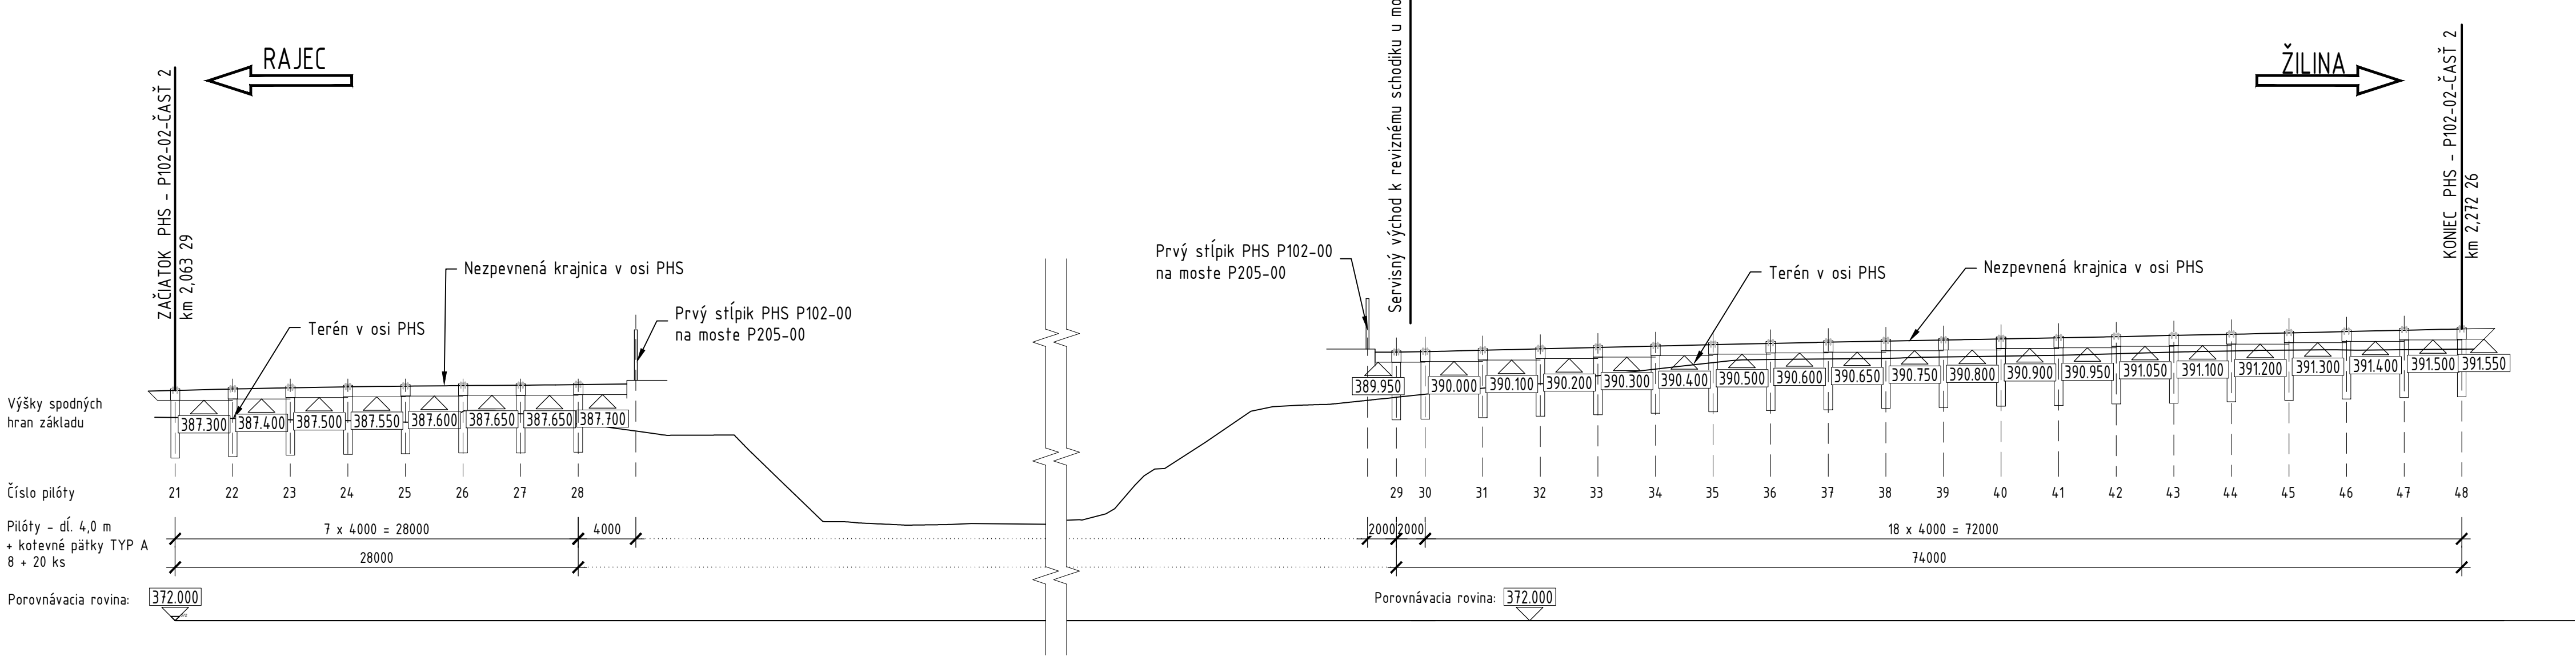 RAJEC
ŽILINA
ZAČIATOK PHS - P102-02-ČASŤ 2
km 2,063 29
Servisný východ k reviznému schodiku u
KONIEC PHS - P102-02-ČASŤ 2
km 2,272 26
Nezpevnená krajnica v osi PHS
Terén v osi PHS
Prvý stĺpik PHS P102-00
na moste P205-00
Prvý stĺpik PHS P102-00
na moste P205-00
Terén v osi PHS
Nezpevnená krajnica v osi PHS
Výšky spodných
hran základu
387.300 387.400 387.500 387.550 387.600 387.650 387.650 387.700
389.950 390.000 390.100 390.200 390.300 390.400 390.500 390.600 390.650 390.750 390.800 390.900 390.950 391.050 391.100 391.200 391.300 391.400 391.500 391.550
Číslo pilóty
21 22 23 24 25 26 27 28 29 30 31 32 33 34 35 36 37 38 39 40 41 42 43 44 45 46 47 48
Pilóty - dĺ. 4,0 m
+ kotevné pätky TYP A
8 + 20 ks
7 x 4000 = 28000 4000 2000 2000 18 x 4000 = 72000
28000 74000
Porovnávacia rovina: 372.000
Porovnávacia rovina: 372.000